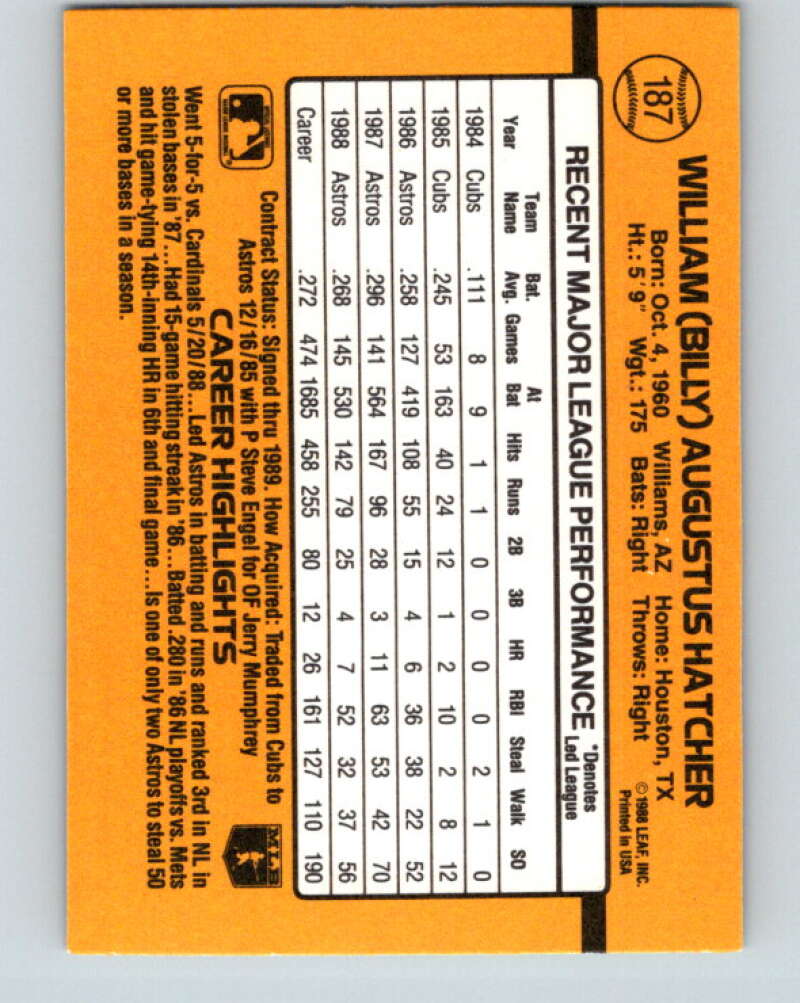 187
WILLIAM (BILLY) AUGUSTUS HATCHER
Born: Oct. 4, 1960 Williams, AZ Home: Houston, TX
Ht.: 5' 9" Wgt.: 175 Bats: Right Throws: Right
© 1988 LEAF, INC.
Printed in USA
RECENT MAJOR LEAGUE PERFORMANCE *Denotes Led League
Year Team Name Bat. Avg. Games At Bat Hits Runs 2B 3B HR RBI Steal Walk SO
1984 Cubs .111 8 9 1 1 0 0 0 0 2 1 0
1985 Cubs .245 53 163 40 24 12 1 2 10 2 8 12
1986 Astros .258 127 419 108 55 15 4 6 36 38 22 52
1987 Astros .296 141 564 167 96 28 3 11 63 53 42 70
1988 Astros .268 145 530 142 79 25 4 7 52 32 37 56
Career .272 474 1685 458 255 80 12 26 161 127 110 190
Contract Status: Signed thru 1989. How Acquired: Traded from Cubs to
Astros 12/16/85 with P Steve Engel for OF Jerry Mumphrey
MLB
CAREER HIGHLIGHTS
Went 5-for-5 vs. Cardinals 5/20/88...Led Astros in batting and runs and ranked 3rd in NL in
stolen bases in '87...Had 15-game hitting streak in '86...Batted .280 in '86 NL playoffs vs. Mets
and hit game-tying 14th-inning HR in 6th and final game...Is one of only two Astros to steal 50
or more bases in a season.